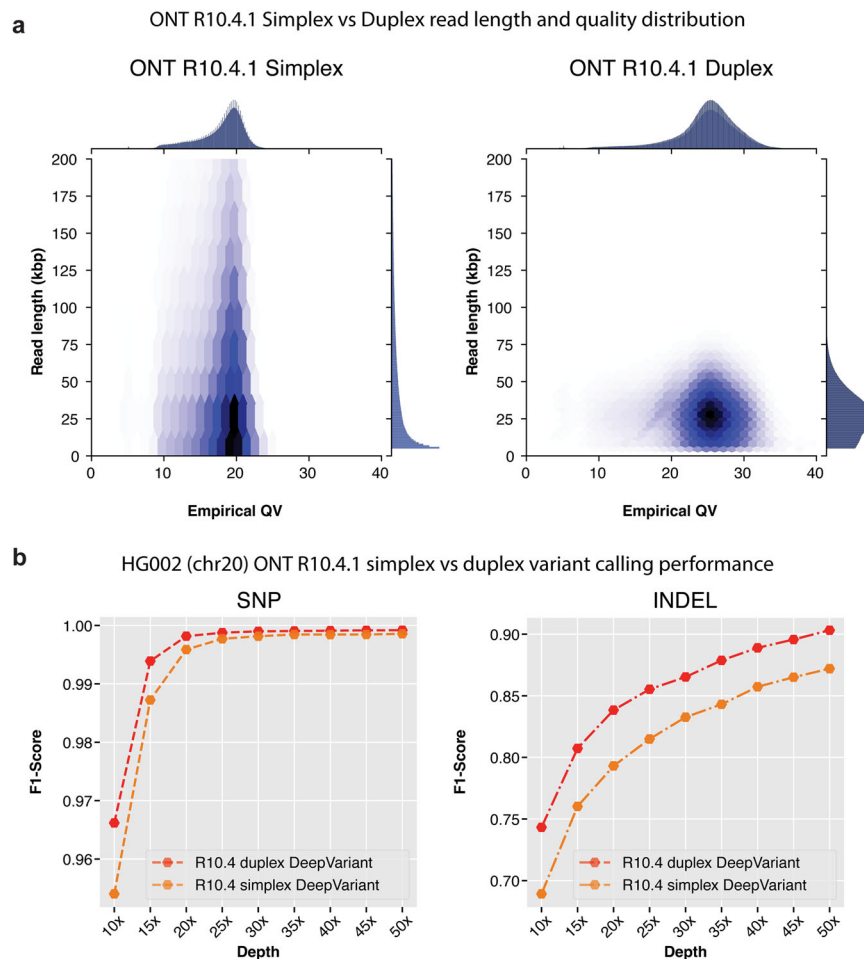 a
ONT R10.4.1 Simplex vs Duplex read length and quality distribution
ONT R10.4.1 Simplex
200
175
150
125
100
75
50
25
0
Read length (kbp)
0 10 20 30 40
Empirical QV
ONT R10.4.1 Duplex
200
175
150
125
100
75
50
25
0
Read length (kbp)
0 10 20 30 40
Empirical QV
b
HG002 (chr20) ONT R10.4.1 simplex vs duplex variant calling performance
SNP
1.00
0.99
0.98
0.97
0.96
F1-Score
R10.4 duplex DeepVariant
R10.4 simplex DeepVariant
10x 15x 20x 25x 30x 35x 40x 45x 50x
Depth
INDEL
0.90
0.85
0.80
0.75
0.70
F1-Score
R10.4 duplex DeepVariant
R10.4 simplex DeepVariant
10x 15x 20x 25x 30x 35x 40x 45x 50x
Depth